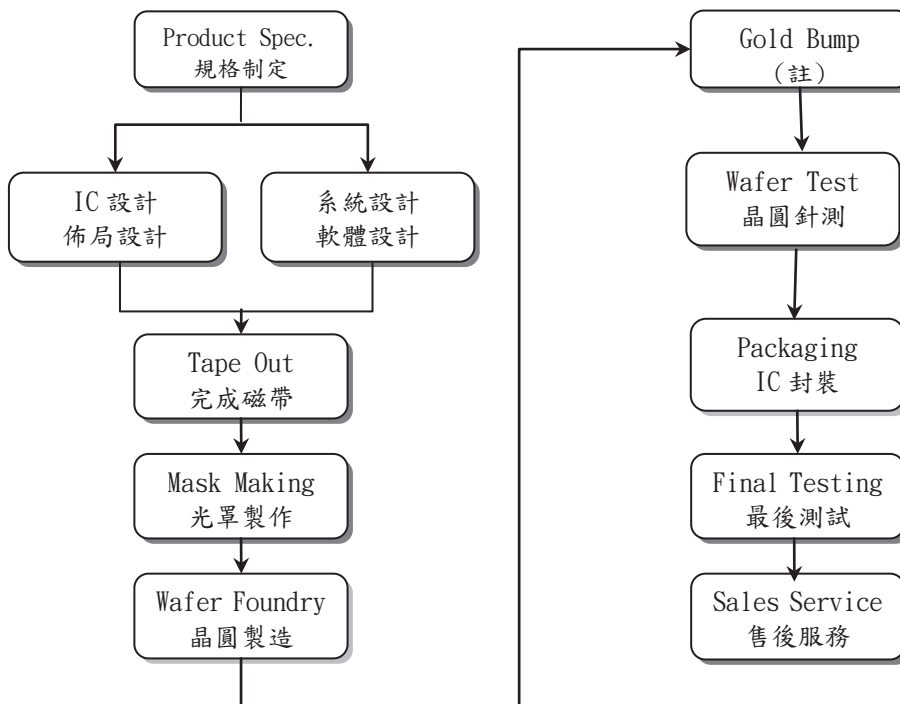 Product Spec.
規格制定
IC 設計
佈局設計
系統設計
軟體設計
Tape Out
完成磁帶
Mask Making
光罩製作
Wafer Foundry
晶圓製造
Gold Bump
(註)
Wafer Test
晶圓針測
Packaging
IC 封裝
Final Testing
最後測試
Sales Service
售後服務